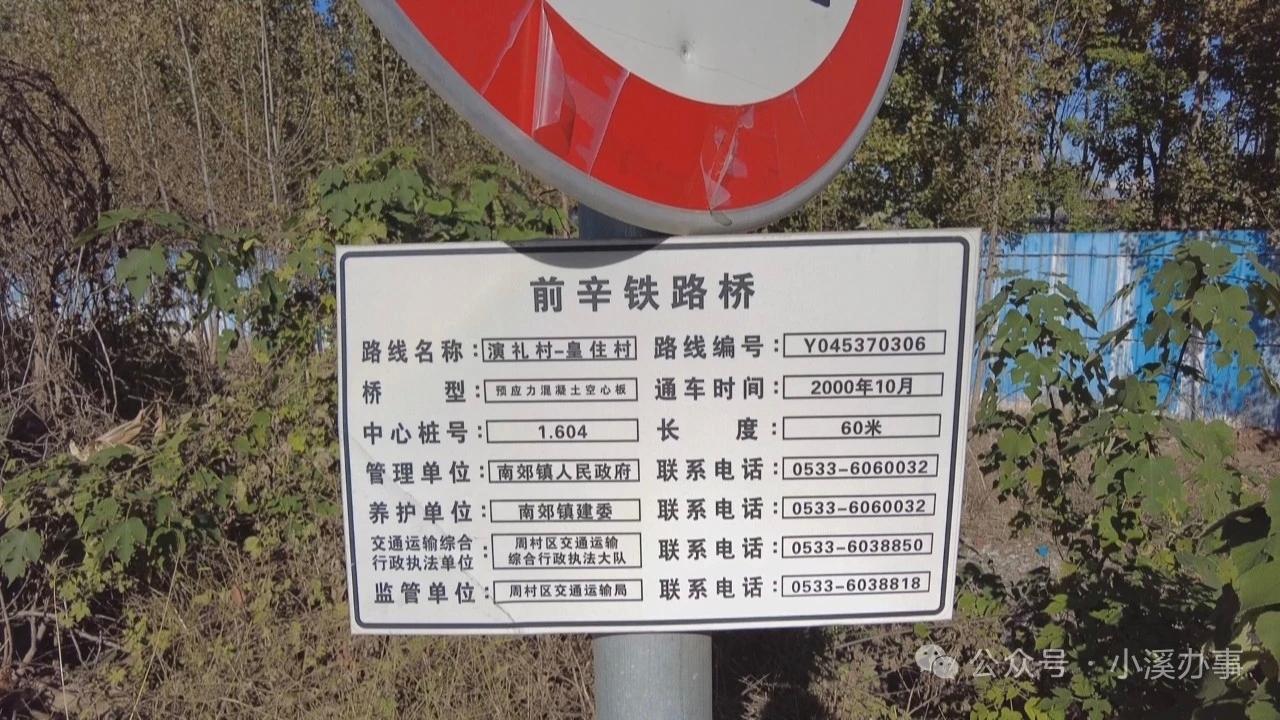 前辛铁路桥
路线名称：演礼村-皇住村 路线编号：Y045370306
桥型：预应力混凝土空心板 通车时间：2000年10月
中心桩号：1.604 长度：60米
管理单位：南郊镇人民政府 联系电话：0533-6060032
养护单位：南郊镇建委 联系电话：0533-6060032
交通运输综合行政执法单位：周村区交通运输综合行政执法大队 联系电话：0533-6038850
监管单位：周村区交通运输局 联系电话：0533-6038818
公众号·小溪办事